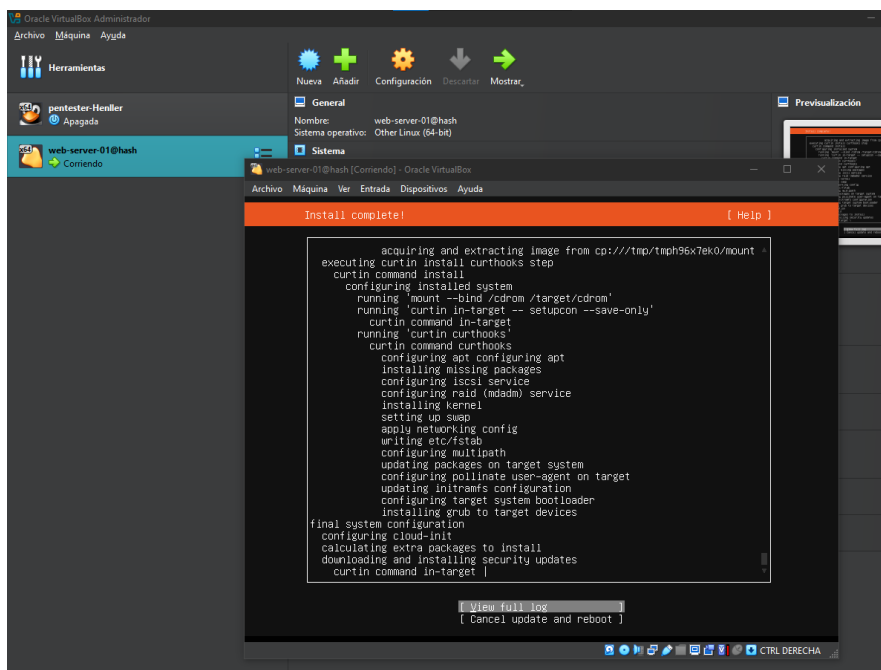 Oracle VirtualBox Administrador
Archivo Máquina Ayuda
Herramientas
Nueva Añadir Configuración Descartar Mostrar
pentester-Henller
Apagada
web-server-01@hash
Corriendo
General
Nombre: web-server-01@hash
Sistema operativo: Other Linux (64-bit)
Sistema
Previsualización
web-server-01@hash [Corriendo] - Oracle VirtualBox
Archivo Máquina Ver Entrada Dispositivos Ayuda
Install complete! [ Help ]
acquiring and extracting image from cp:///tmp/tmph96x7ek0/mount
executing curtin install curthooks step
curtin command install
configuring installed system
running 'mount --bind /cdrom /target/cdrom'
running 'curtin in-target -- setupcon --save-only'
curtin command in-target
running 'curtin curthooks'
curtin command curthooks
configuring apt configuring apt
installing missing packages
configuring iscsi service
configuring raid (mdadm) service
installing kernel
setting up swap
apply networking config
writing etc/fstab
configuring multipath
updating packages on target system
configuring pollinate user-agent on target
updating initramfs configuration
configuring target system bootloader
installing grub to target devices
final system configuration
configuring cloud-init
calculating extra packages to install
downloading and installing security updates
curtin command in-target |
[ View full log ]
[ Cancel update and reboot ]
CTRL DERECHA